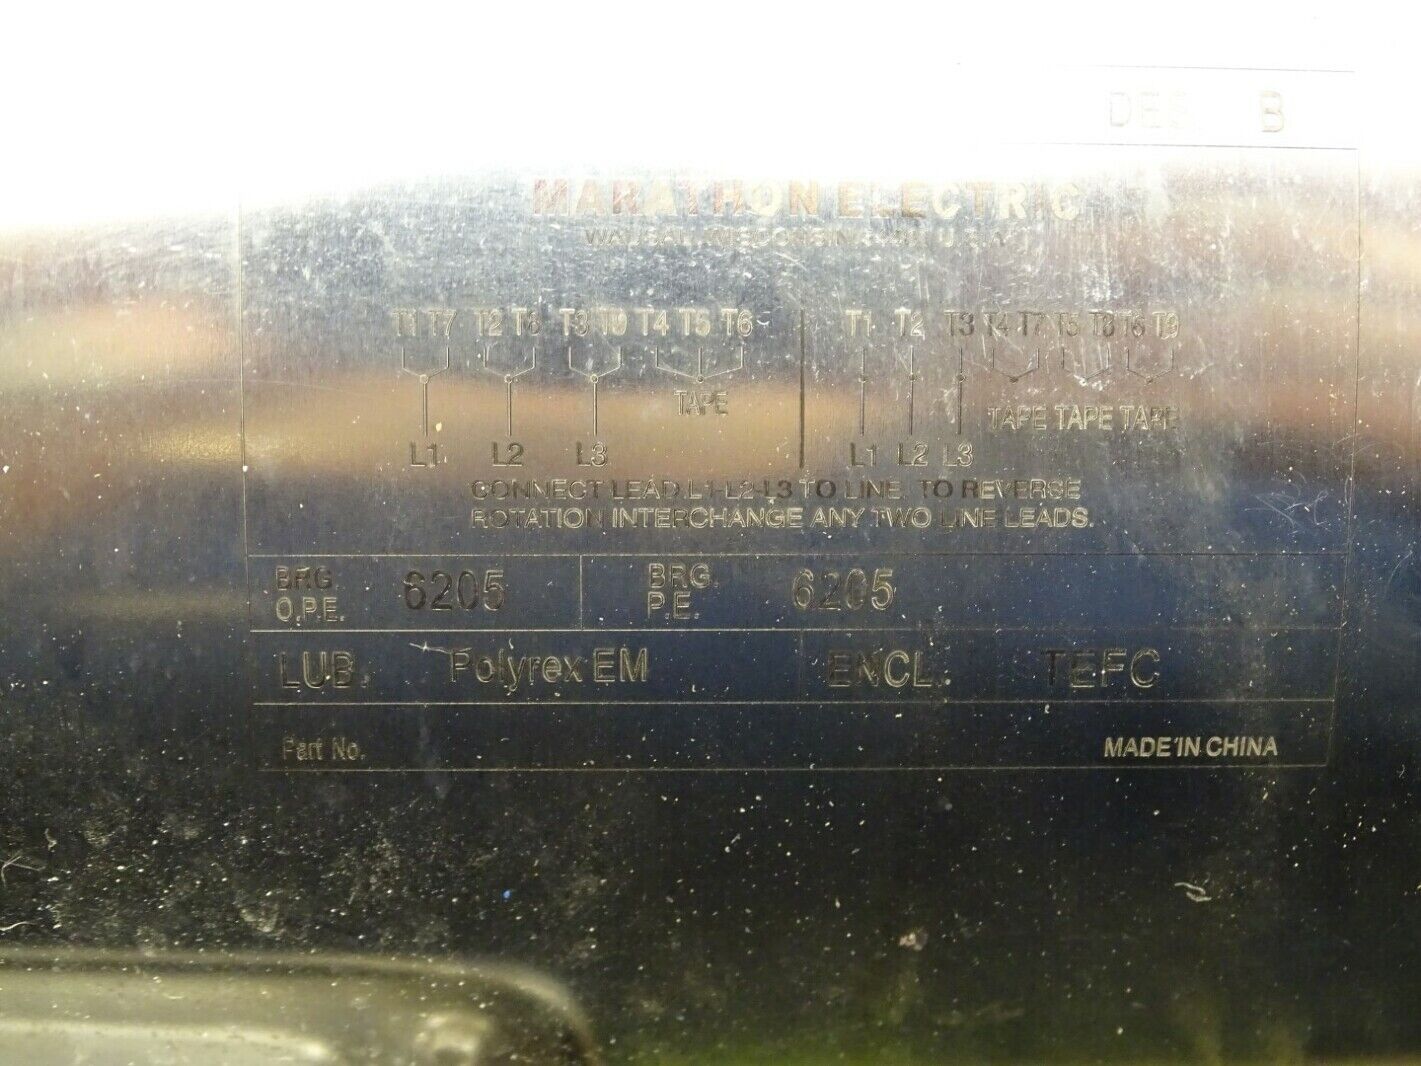 DES. B
MARATHON ELECTRIC
WAUSAU, WISCONSIN U.S.A.
T1 T7 T2 T8 T3 T9 T4 T5 T6 T1 T2 T3 T4 T7 T5 T8 T6 T9
TAPE TAPE TAPE TAPE
L1 L2 L3 L1 L2 L3
CONNECT LEAD L1-L2-L3 TO LINE. TO REVERSE
ROTATION INTERCHANGE ANY TWO LINE LEADS.
BRG. O.P.E. 6205 BRG. P.E. 6205
LUB. Polyrex EM ENCL. TEFC
Part No. MADE IN CHINA